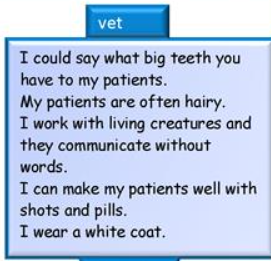 vet
I could say what big teeth you
have to my patients.
My patients are often hairy.
I work with living creatures and
they communicate without
words.
I can make my patients well with
shots and pills.
I wear a white coat.